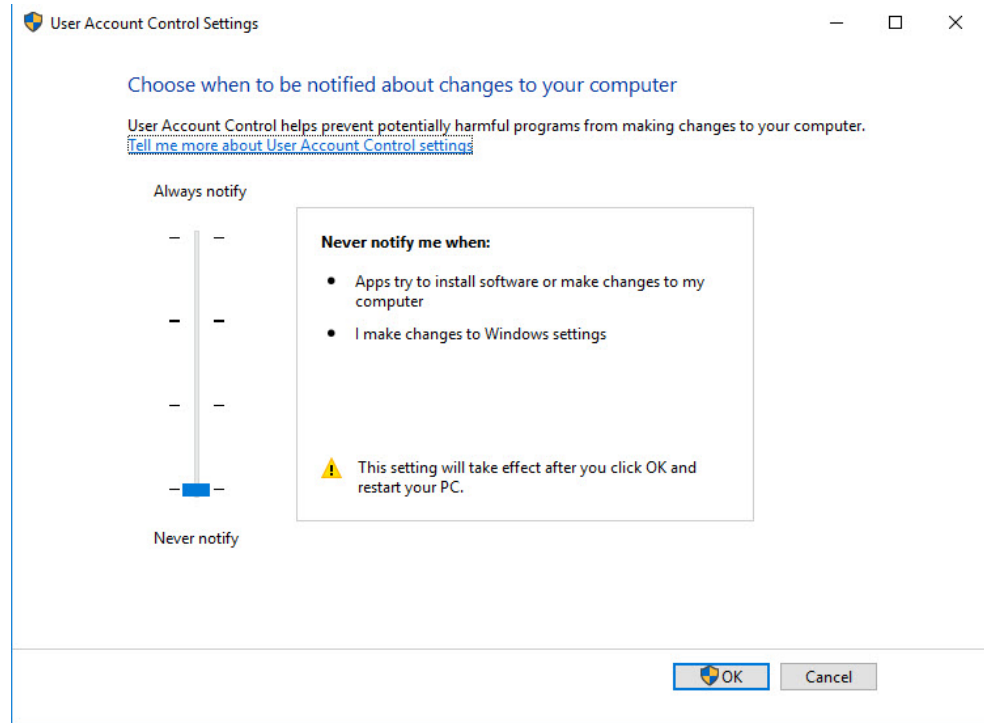 User Account Control Settings
Choose when to be notified about changes to your computer
User Account Control helps prevent potentially harmful programs from making changes to your computer.
Tell me more about User Account Control settings
Always notify
Never notify me when:
• Apps try to install software or make changes to my
computer
• I make changes to Windows settings
This setting will take effect after you click OK and
restart your PC.
Never notify
OK
Cancel